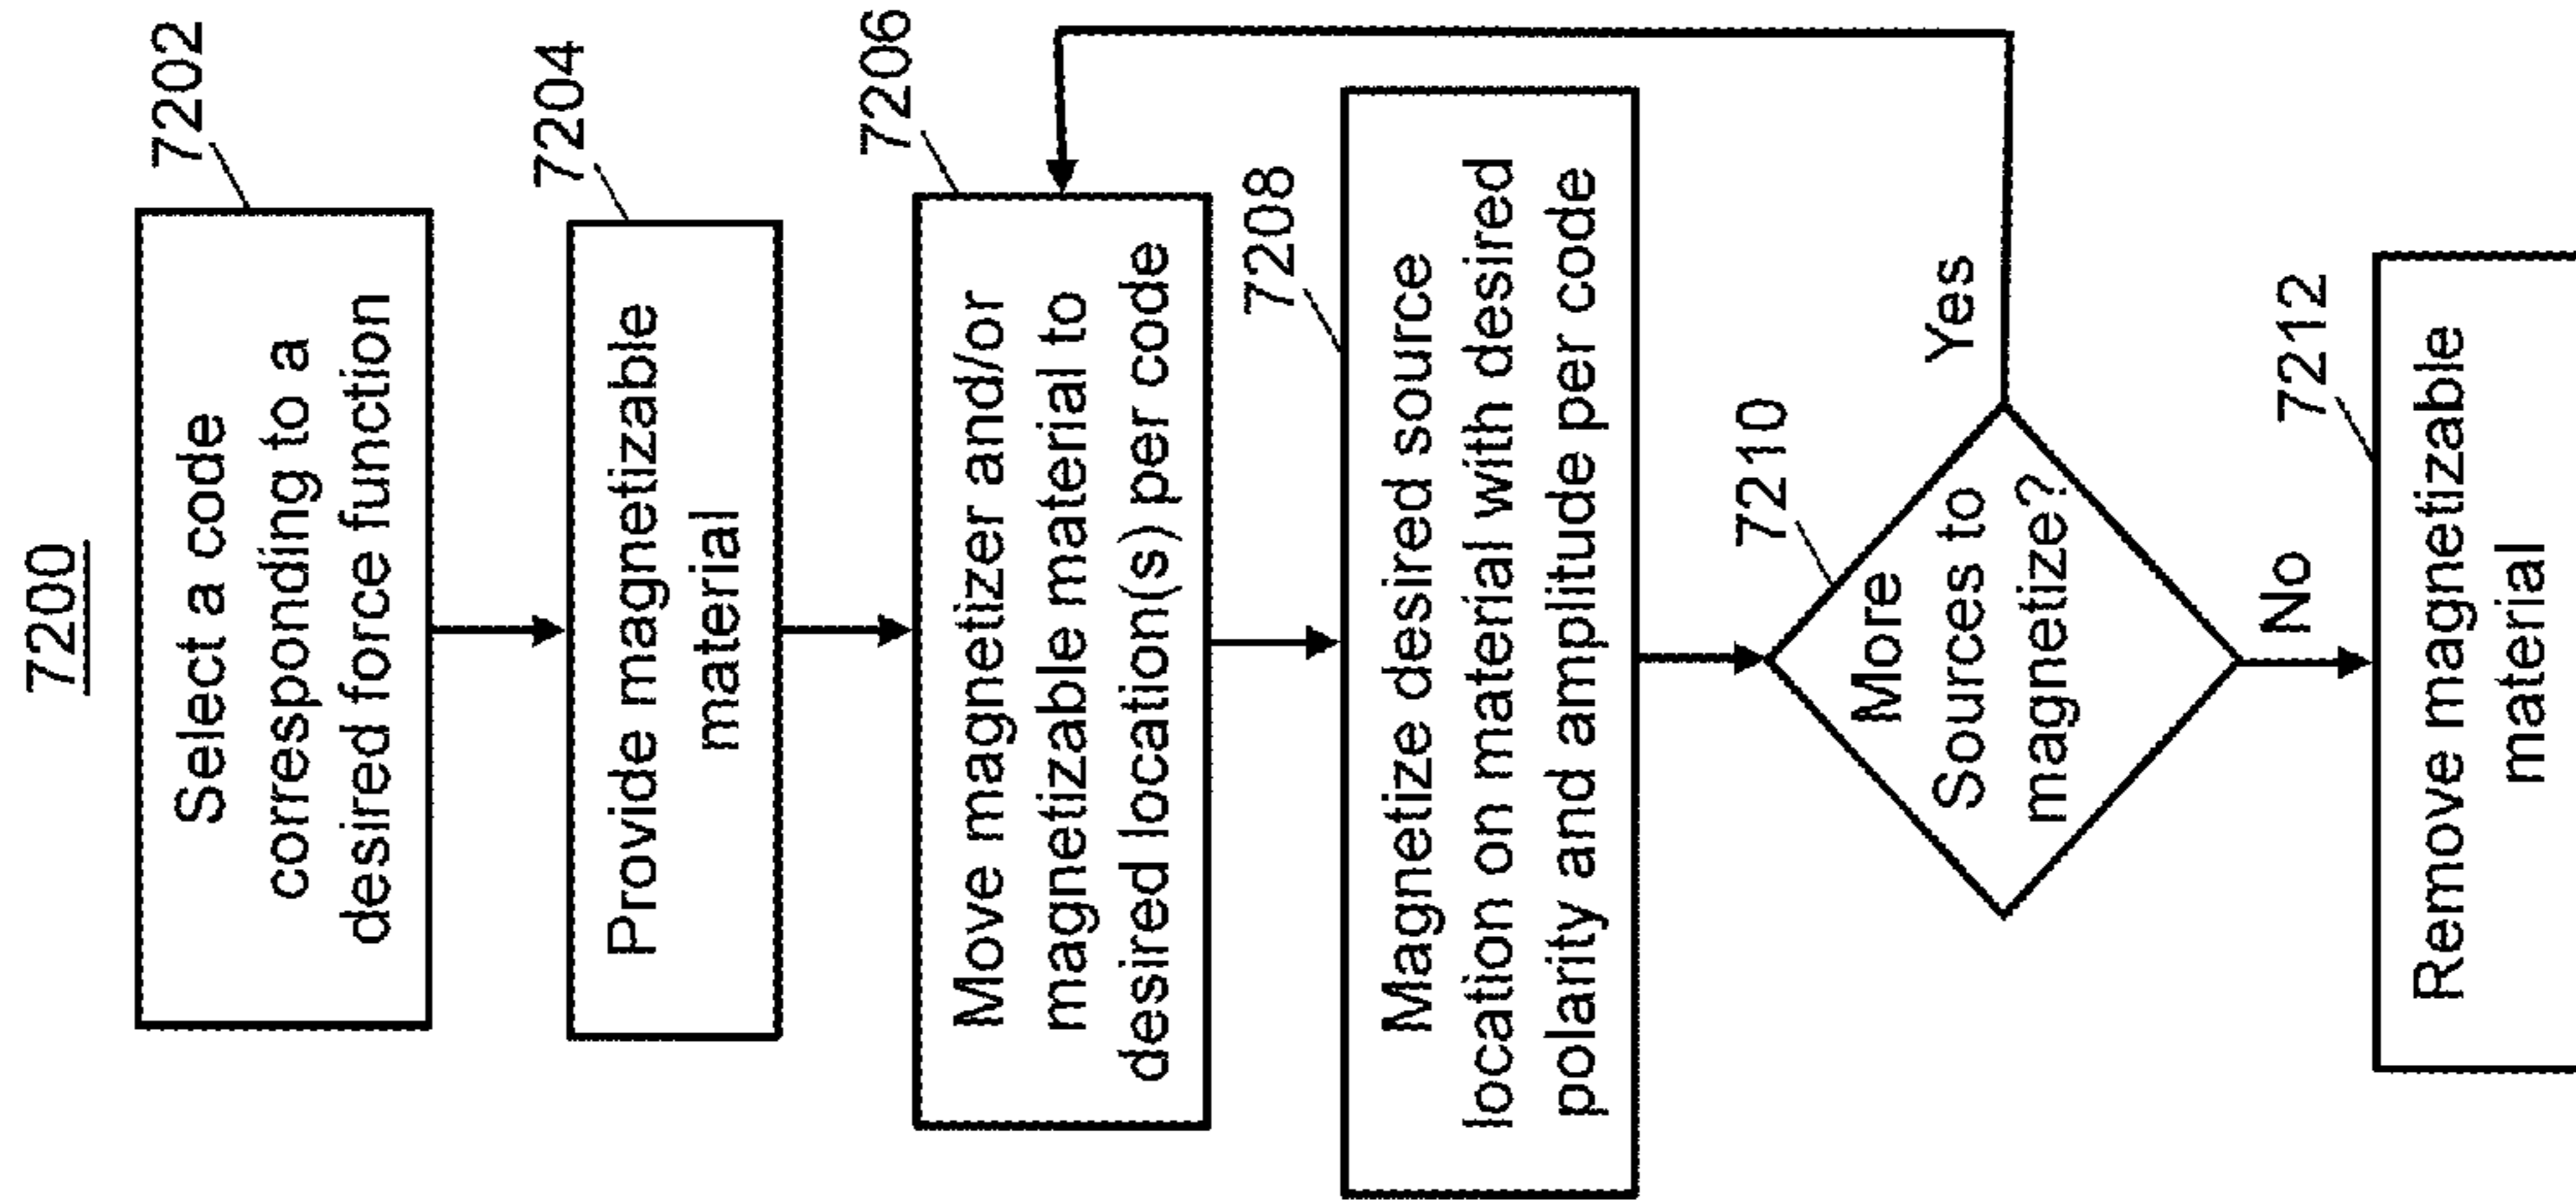 7200
7202
Select a code
corresponding to a
desired force function
7204
Provide magnetizable
material
7206
Move magnetizer and/or
magnetizable material to
desired location(s) per code
7208
Magnetize desired source
location on material with desired
polarity and amplitude per code
7210
More
Sources to
magnetize?
Yes
No
7212
Remove magnetizable
material